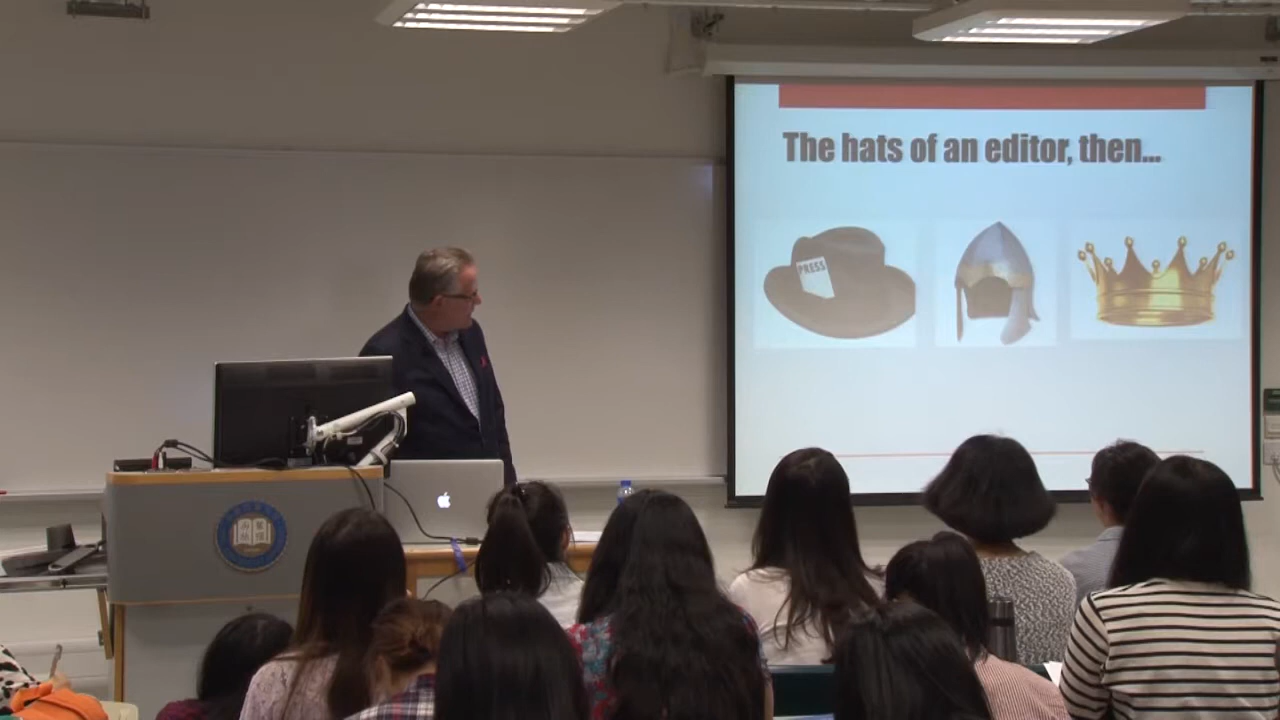 The hats of an editor, then...
PRESS